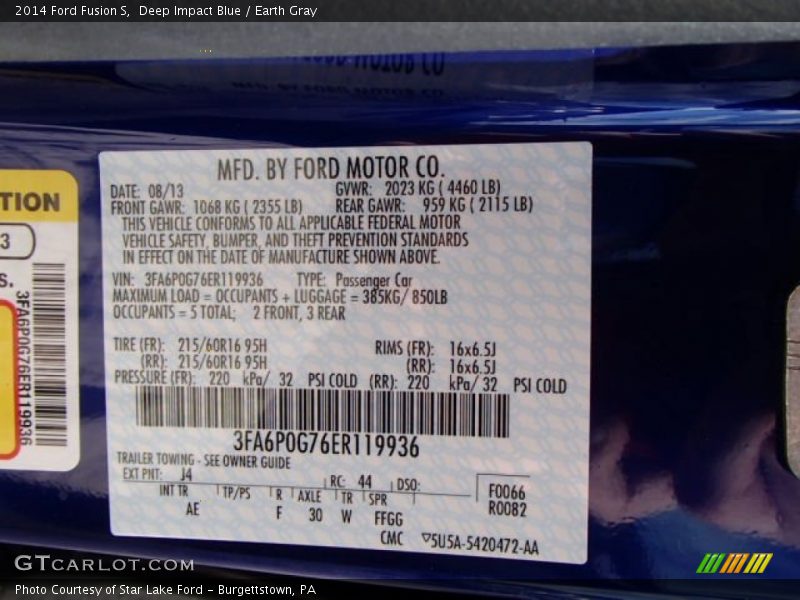 2014 Ford Fusion S,  Deep Impact Blue / Earth Gray
MFD. BY FORD MOTOR CO.
DATE: 08/13 GVWR: 2023 KG ( 4460 LB)
FRONT GAWR: 1068 KG ( 2355 LB) REAR GAWR: 959 KG ( 2115 LB)
THIS VEHICLE CONFORMS TO ALL APPLICABLE FEDERAL MOTOR
VEHICLE SAFETY, BUMPER, AND THEFT PREVENTION STANDARDS
IN EFFECT ON THE DATE OF MANUFACTURE SHOWN ABOVE.
VIN: 3FA6P0G76ER119936 TYPE: Passenger Car
MAXIMUM LOAD = OCCUPANTS + LUGGAGE = 385KG/ 850LB
OCCUPANTS = 5 TOTAL; 2 FRONT, 3 REAR
TIRE (FR): 215/60R16 95H RIMS (FR): 16x6.5J
(RR): 215/60R16 95H (RR): 16x6.5J
PRESSURE (FR): 220 kPa/ 32 PSI COLD (RR): 220 kPa/ 32 PSI COLD
3FA6P0G76ER119936
TRAILER TOWING - SEE OWNER GUIDE
EXT PNT: J4 RC: 44 DSO:
INT TR TP/PS R AXLE TR SPR F0066
AE F 30 W FFGG R0082
CMC ▽5U5A-5420472-AA
TION
3
S.
3FA6P0G76ER119936
GTCARLOT.COM
Photo Courtesy of Star Lake Ford – Burgettstown, PA